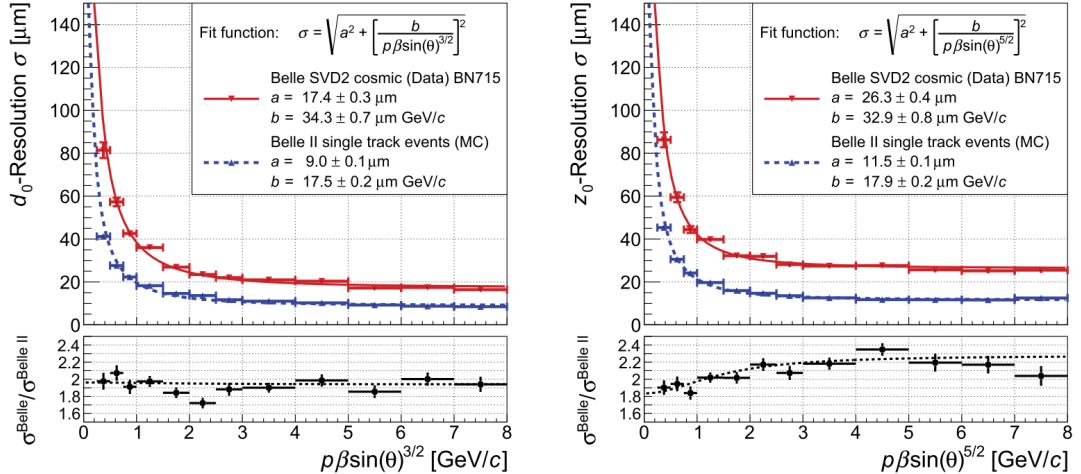 d₀-Resolution σ [μm]
140
120
100
80
60
40
20
0
Fit function: σ = √a² + [b / pβsin(θ)^3/2]²
Belle SVD2 cosmic (Data) BN715
a = 17.4 ± 0.3 μm
b = 34.3 ± 0.7 μm GeV/c
Belle II single track events (MC)
a = 9.0 ± 0.1 μm
b = 17.5 ± 0.2 μm GeV/c
σ^Belle/σ^Belle II
2.4
2.2
2
1.8
1.6
0 1 2 3 4 5 6 7 8
pβsin(θ)^3/2 [GeV/c]
z₀-Resolution σ [μm]
140
120
100
80
60
40
20
0
Fit function: σ = √a² + [b / pβsin(θ)^5/2]²
Belle SVD2 cosmic (Data) BN715
a = 26.3 ± 0.4 μm
b = 32.9 ± 0.8 μm GeV/c
Belle II single track events (MC)
a = 11.5 ± 0.1 μm
b = 17.9 ± 0.2 μm GeV/c
σ^Belle/σ^Belle II
2.4
2.2
2
1.8
1.6
0 1 2 3 4 5 6 7 8
pβsin(θ)^5/2 [GeV/c]